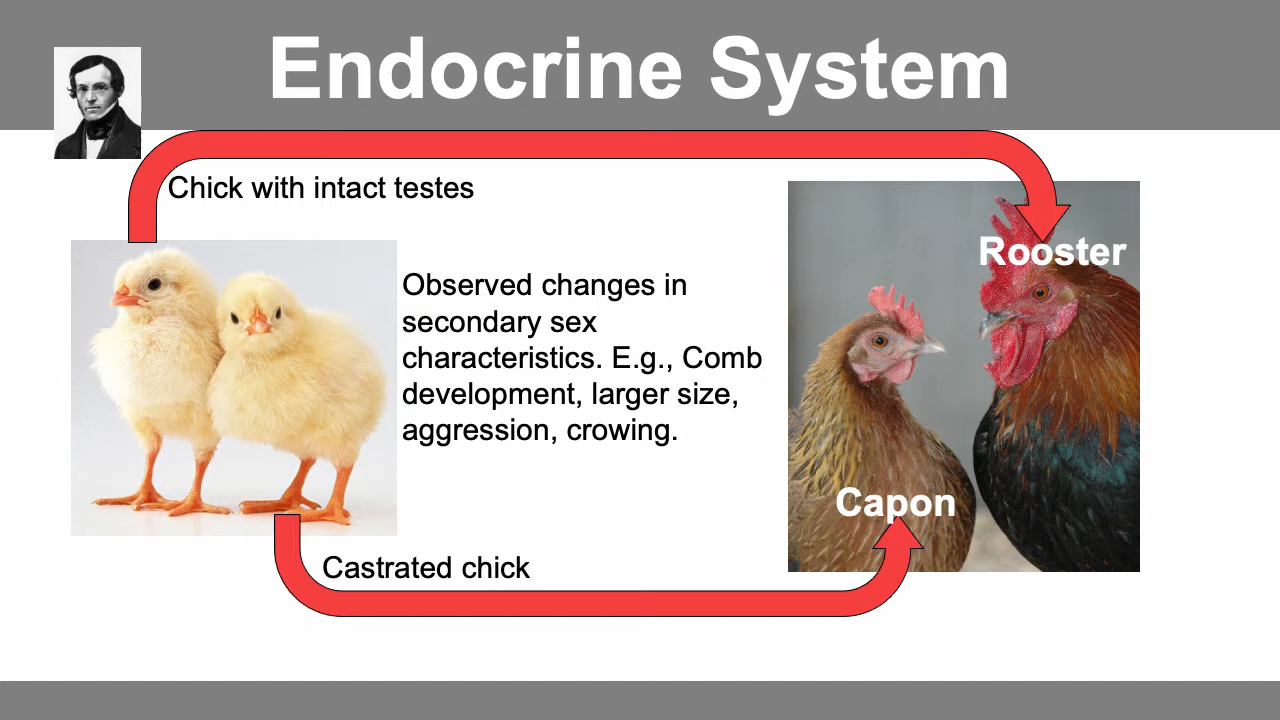 Endocrine System
Chick with intact testes
Rooster
Observed changes in
secondary sex
characteristics. E.g., Comb
development, larger size,
aggression, crowing.
Capon
Castrated chick